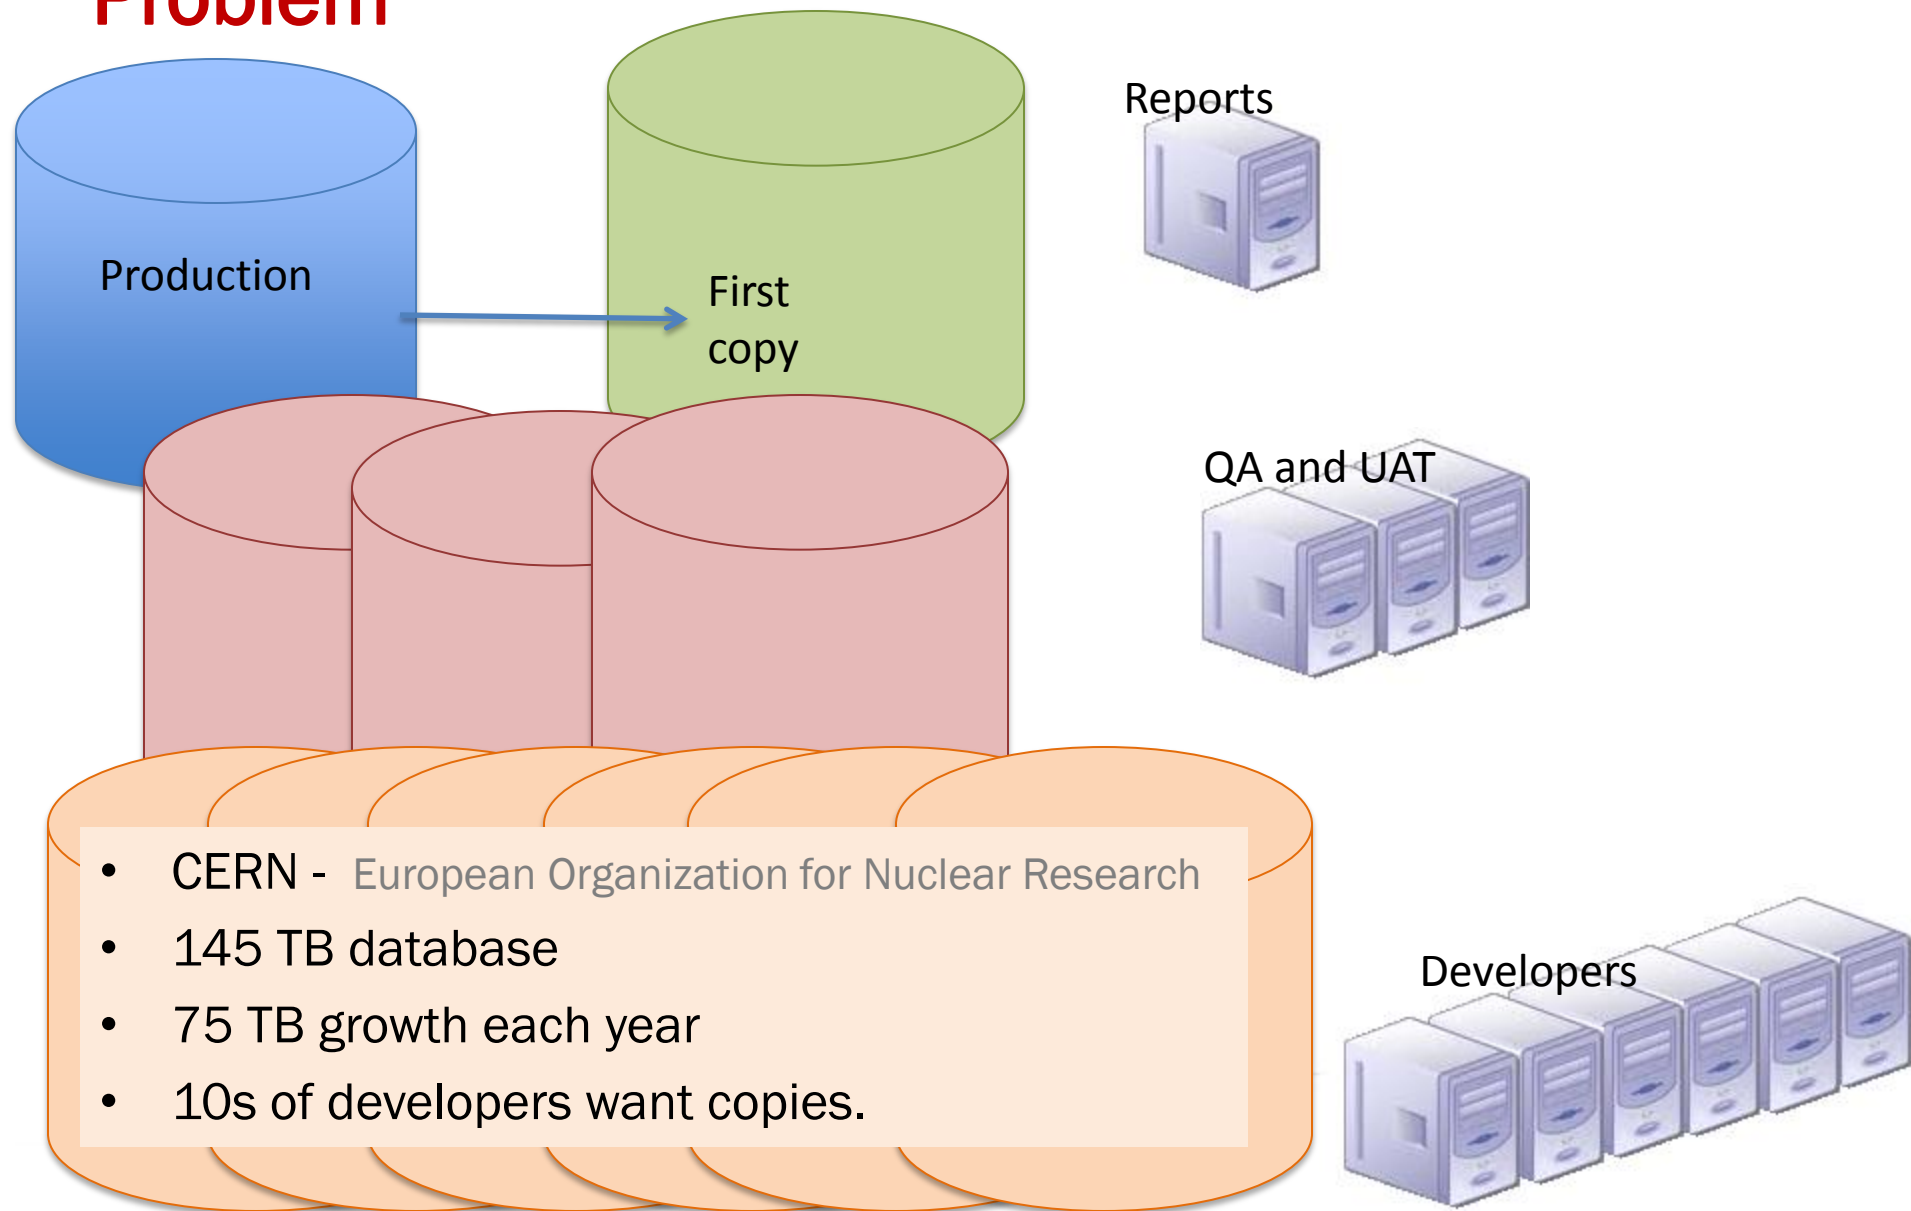 Problem
Reports
Production
First
copy
QA and UAT
• CERN - European Organization for Nuclear Research
• 145 TB database
• 75 TB growth each year
• 10s of developers want copies.
Developers